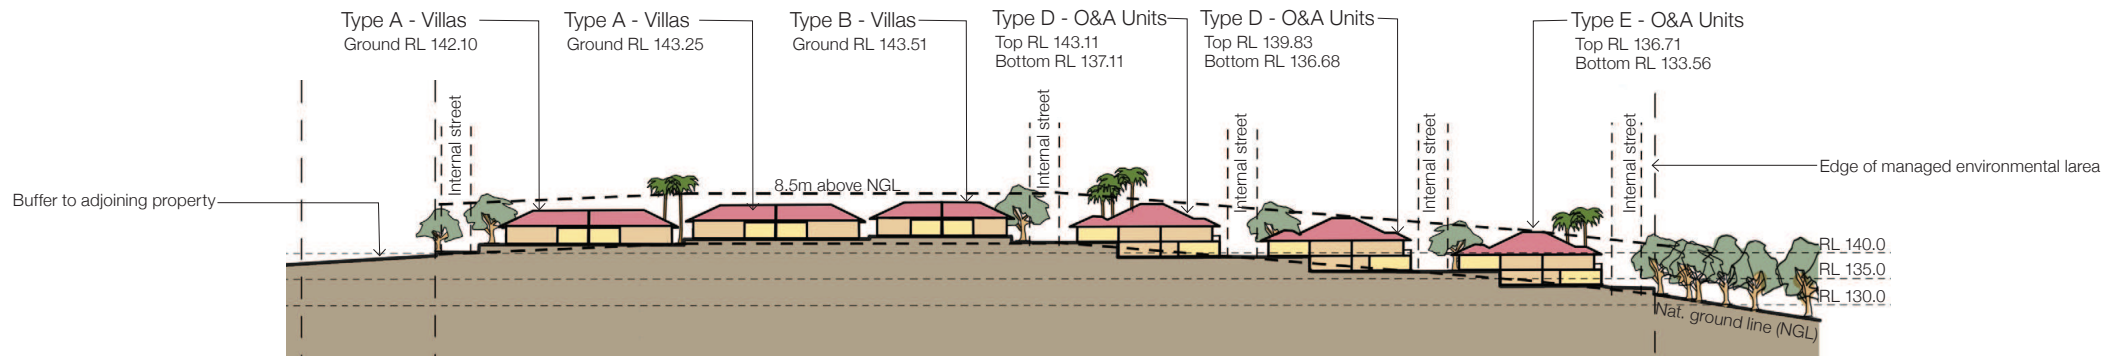 Type A - Villas
Ground RL 142.10
Type A - Villas
Ground RL 143.25
Type B - Villas
Ground RL 143.51
Type D - O&A Units
Top RL 143.11
Bottom RL 137.11
Type D - O&A Units
Top RL 139.83
Bottom RL 136.68
Type E - O&A Units
Top RL 136.71
Bottom RL 133.56
Internal street
Internal street
Internal street
Internal street
Internal street
Edge of managed environmental larea
8.5m above NGL
Buffer to adjoining property
RL 140.0
RL 135.0
RL 130.0
Nat. ground line (NGL)